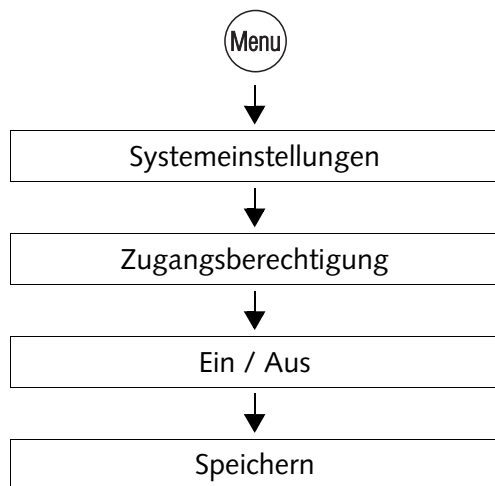 Menu
Systemeinstellungen
Zugangsberechtigung
Ein / Aus
Speichern